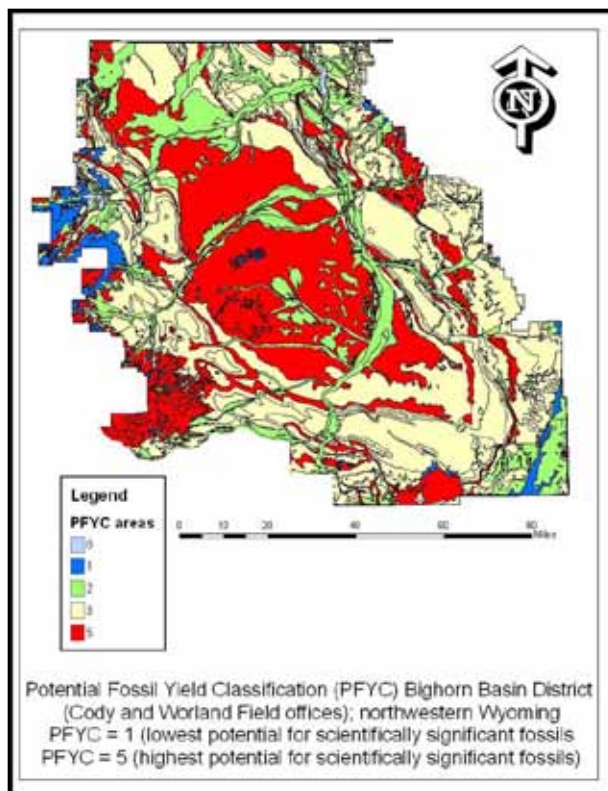 N
Legend
PFYC areas
0
1
2
3
5
0 10 20 40 60 80
Miles
Potential Fossil Yield Classification (PFYC) Bighorn Basin District
(Cody and Worland Field offices); northwestern Wyoming
PFYC = 1 (lowest potential for scientifically significant fossils
PFYC = 5 (highest potential for scientifically significant fossils)